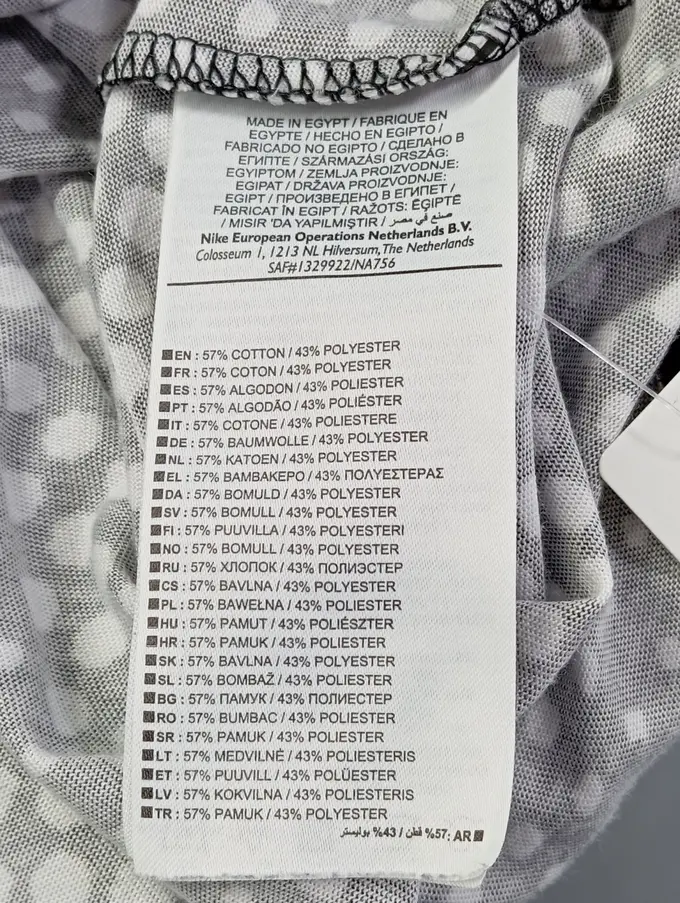 MADE IN EGYPT / FABRIQUE EN
EGYPTE / HECHO EN EGIPTO /
FABRICADO NO EGIPTO / СДЕЛАНО В
ЕГИПТЕ / SZÁRMAZÁSI ORSZÁG:
EGYIPTOM / ZEMLJA PROIZVODNJE:
EGIPAT / DRŽAVA PROIZVODNJE:
EGIPT / ПРОИЗВЕДЕНО В ЕГИПЕТ /
FABRICAT ÎN EGIPT / RAŽOTS: ĒĢIPTĒ
/ MISIR 'DA YAPILMIŞTIR / صنع في مصر
Nike European Operations Netherlands B.V.
Colosseum 1, 1213 NL Hilversum, The Netherlands
SAF#1329922/NA756
EN : 57% COTTON / 43% POLYESTER
FR : 57% COTON / 43% POLYESTER
ES : 57% ALGODON / 43% POLIESTER
PT : 57% ALGODÃO / 43% POLIÉSTER
IT : 57% COTONE / 43% POLIESTERE
DE : 57% BAUMWOLLE / 43% POLYESTER
NL : 57% KATOEN / 43% POLYESTER
EL : 57% ΒΑΜΒΑΚΕΡΟ / 43% ΠΟΛΥΕΣΤΕΡΑΣ
DA : 57% BOMULD / 43% POLYESTER
SV : 57% BOMULL / 43% POLYESTER
FI : 57% PUUVILLA / 43% POLYESTERI
NO : 57% BOMULL / 43% POLYESTER
RU : 57% ХЛОПОК / 43% ПОЛИЭСТЕР
CS : 57% BAVLNA / 43% POLYESTER
PL : 57% BAWEŁNA / 43% POLIESTER
HU : 57% PAMUT / 43% POLIÉSZTER
HR : 57% PAMUK / 43% POLIESTER
SK : 57% BAVLNA / 43% POLYESTER
SL : 57% BOMBAŽ / 43% POLIESTER
BG : 57% ПАМУК / 43% ПОЛИЕСТЕР
RO : 57% BUMBAC / 43% POLIESTER
SR : 57% PAMUK / 43% POLIESTER
LT : 57% MEDVILNĖ / 43% POLIESTERIS
ET : 57% PUUVILL / 43% POLÜESTER
LV : 57% KOKVILNA / 43% POLIESTERIS
TR : 57% PAMUK / 43% POLYESTER
AR :57% قطن / 43% بوليستر